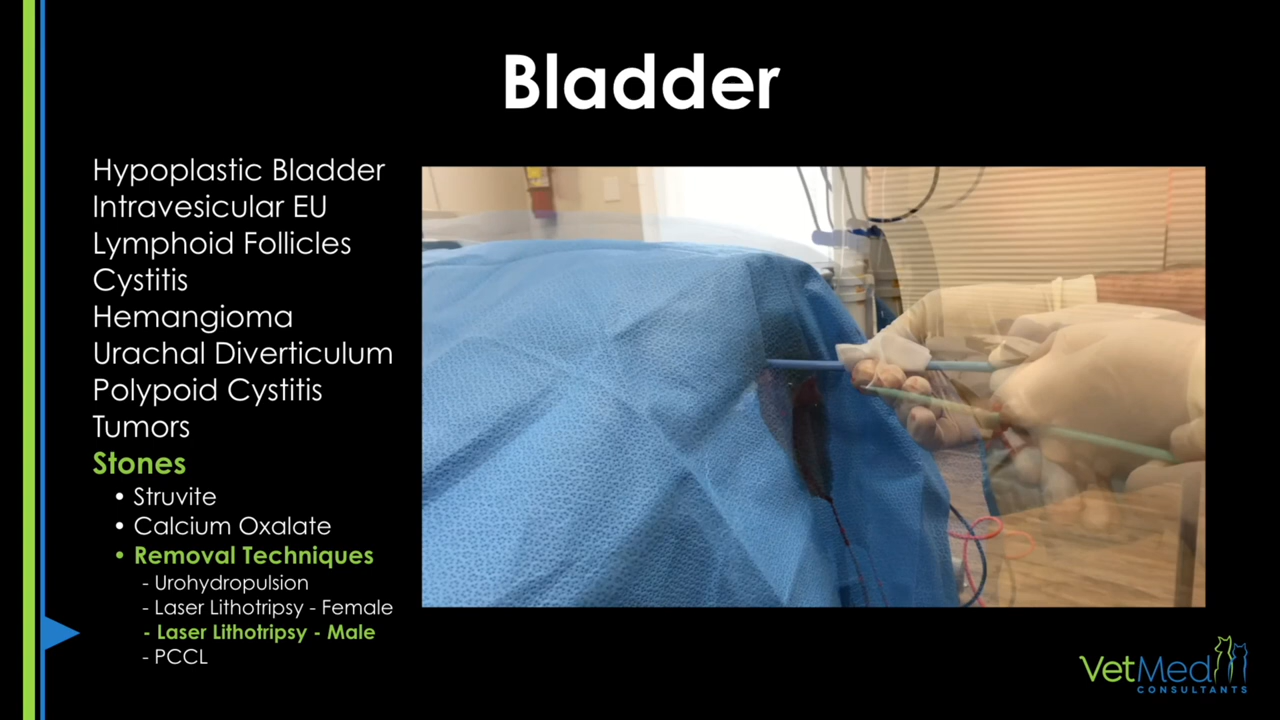 Bladder
Hypoplastic Bladder
Intravesicular EU
Lymphoid Follicles
Cystitis
Hemangioma
Urachal Diverticulum
Polypoid Cystitis
Tumors
Stones
• Struvite
• Calcium Oxalate
• Removal Techniques
- Urohydropulsion
- Laser Lithotripsy - Female
- Laser Lithotripsy - Male
- PCCL
VetMed
CONSULTANTS